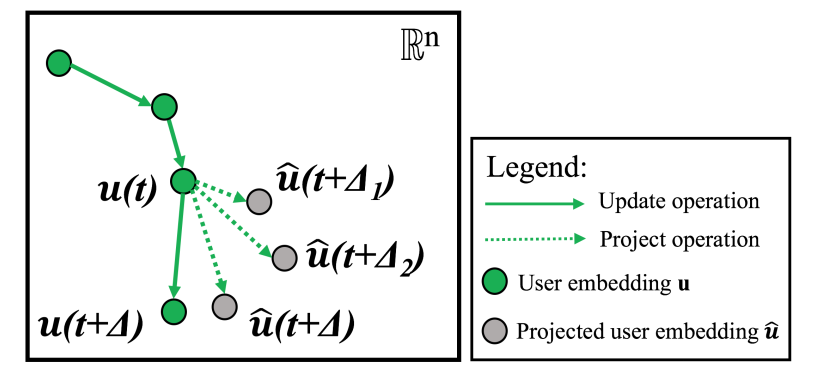 ℝⁿ
u(t)
û(t+Δ₁)
û(t+Δ₂)
u(t+Δ)
û(t+Δ)
Legend:
Update operation
Project operation
User embedding u
Projected user embedding û